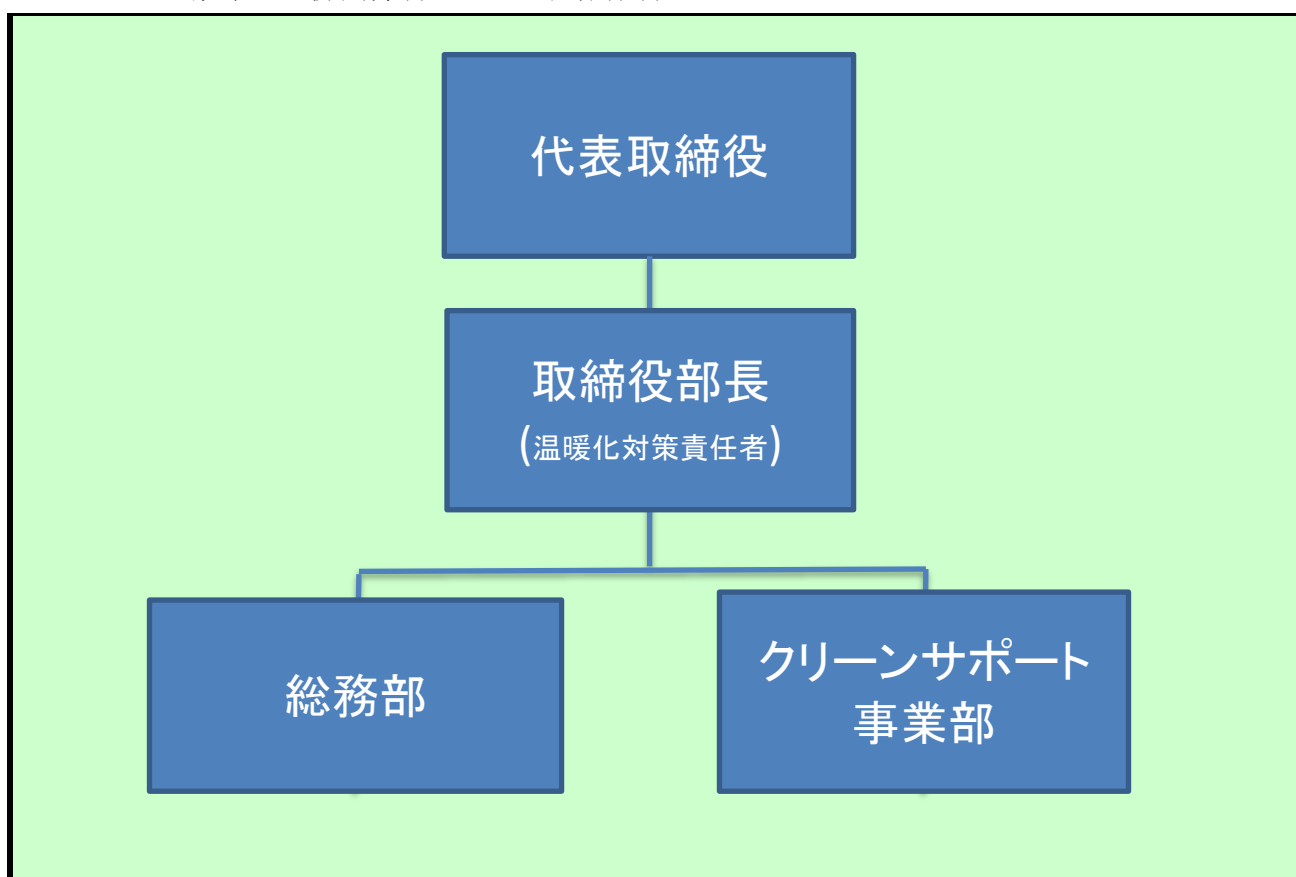 代表取締役
取締役部長
(温暖化対策責任者)
総務部
クリーンサポート
事業部